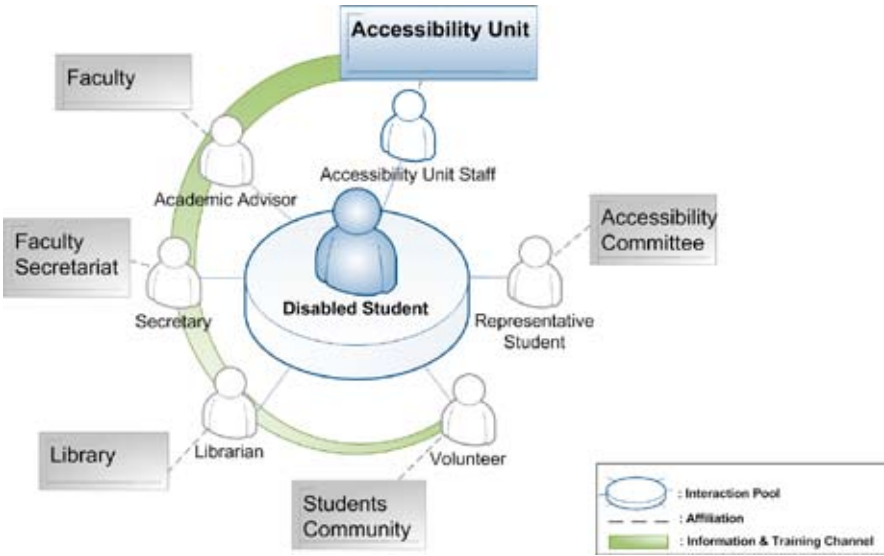 Accessibility Unit
Faculty
Accessibility Unit Staff
Academic Advisor
Accessibility
Committee
Faculty
Secretariat
Disabled Student
Secretary
Representative
Student
Library
Librarian
Volunteer
Students
Community
: Interaction Pool
: Affiliation
: Information & Training Channel